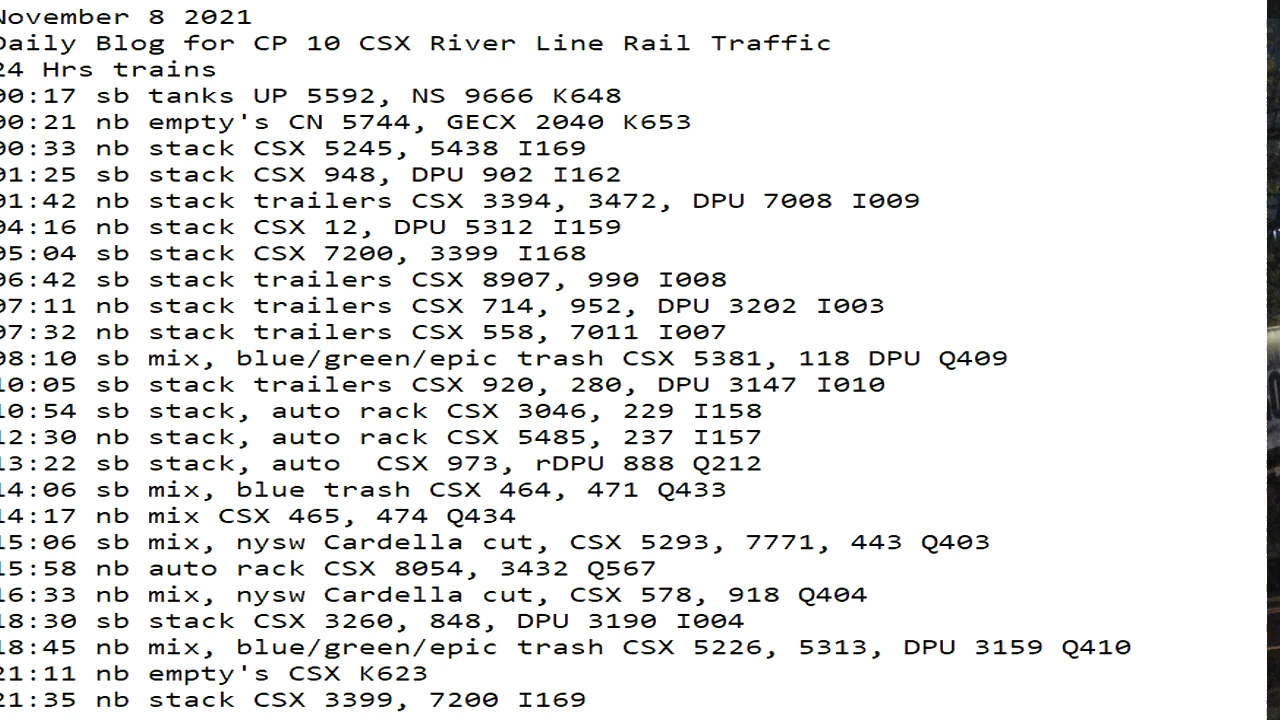 November 8 2021
Daily Blog for CP 10 CSX River Line Rail Traffic
24 Hrs trains
00:17 sb tanks UP 5592, NS 9666 K648
00:21 nb empty's CN 5744, GECX 2040 K653
00:33 nb stack CSX 5245, 5438 I169
01:25 sb stack CSX 948, DPU 902 I162
01:42 nb stack trailers CSX 3394, 3472, DPU 7008 I009
04:16 nb stack CSX 12, DPU 5312 I159
05:04 sb stack CSX 7200, 3399 I168
06:42 sb stack trailers CSX 8907, 990 I008
07:11 nb stack trailers CSX 714, 952, DPU 3202 I003
07:32 nb stack trailers CSX 558, 7011 I007
08:10 sb mix, blue/green/epic trash CSX 5381, 118 DPU Q409
10:05 sb stack trailers CSX 920, 280, DPU 3147 I010
10:54 sb stack, auto rack CSX 3046, 229 I158
12:30 nb stack, auto rack CSX 5485, 237 I157
13:22 sb stack, auto  CSX 973, rDPU 888 Q212
14:06 sb mix, blue trash CSX 464, 471 Q433
14:17 nb mix CSX 465, 474 Q434
15:06 sb mix, nysw Cardella cut, CSX 5293, 7771, 443 Q403
15:58 nb auto rack CSX 8054, 3432 Q567
16:33 nb mix, nysw Cardella cut, CSX 578, 918 Q404
18:30 sb stack CSX 3260, 848, DPU 3190 I004
18:45 nb mix, blue/green/epic trash CSX 5226, 5313, DPU 3159 Q410
21:11 nb empty's CSX K623
21:35 nb stack CSX 3399, 7200 I169